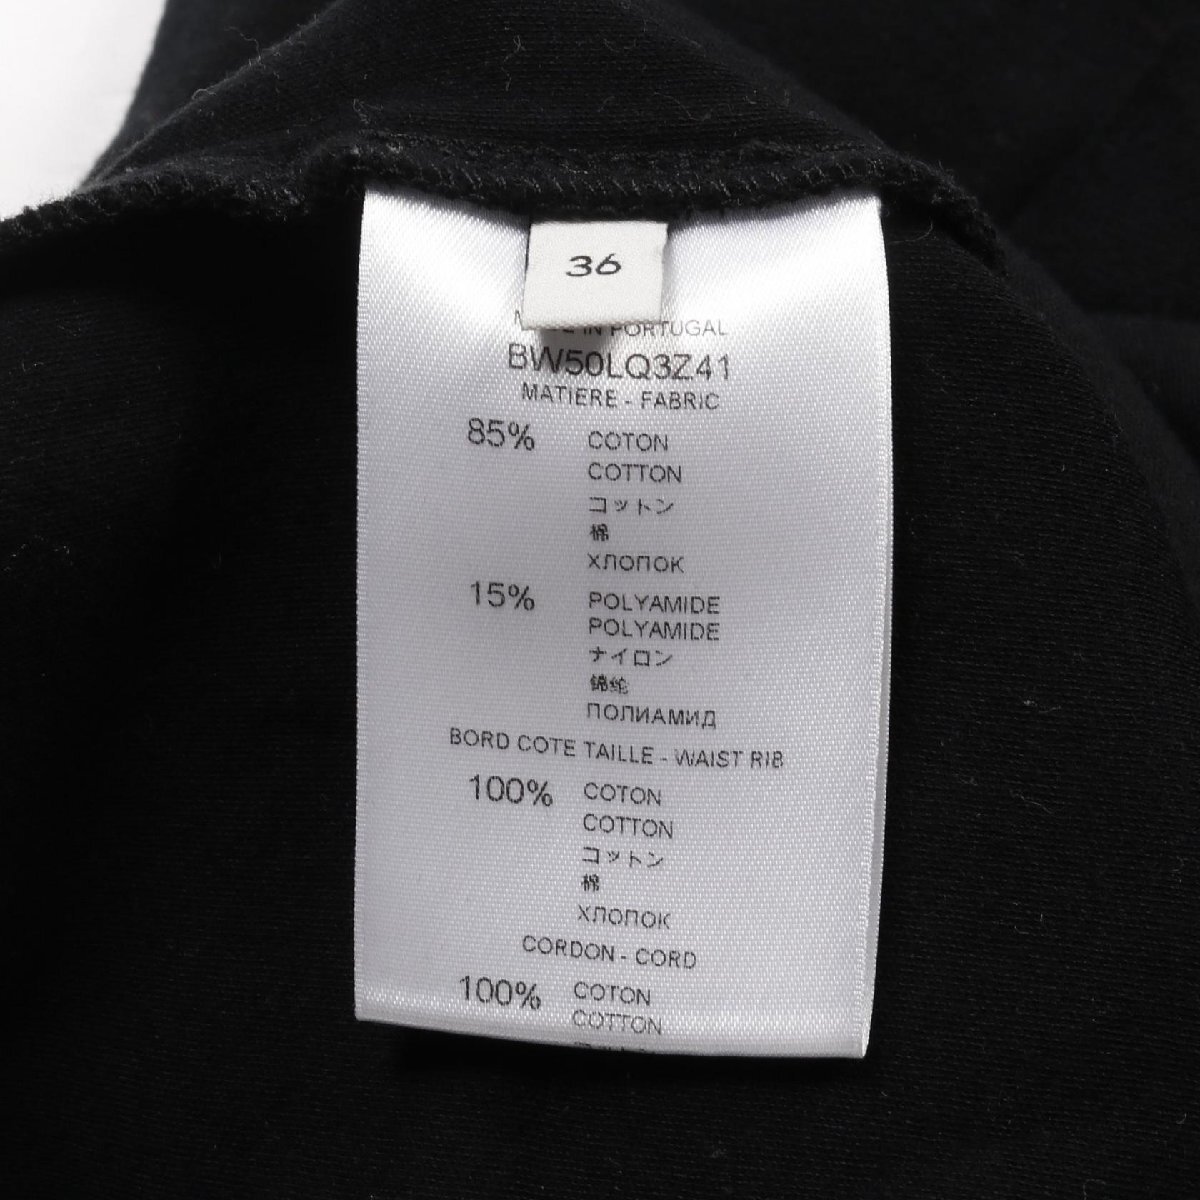 36
IN PORTUGAL
BW50LQ3Z41
MATIERE - FABRIC
85% COTON
COTTON
コットン
棉
ХЛОПОК
15% POLYAMIDE
POLYAMIDE
ナイロン
锦纶
ПОЛИАМИД
BORD COTE TAILLE - WAIST RIB
100% COTON
COTTON
コットン
棉
ХЛОПОК
CORDON - CORD
100% COTON
COTTON